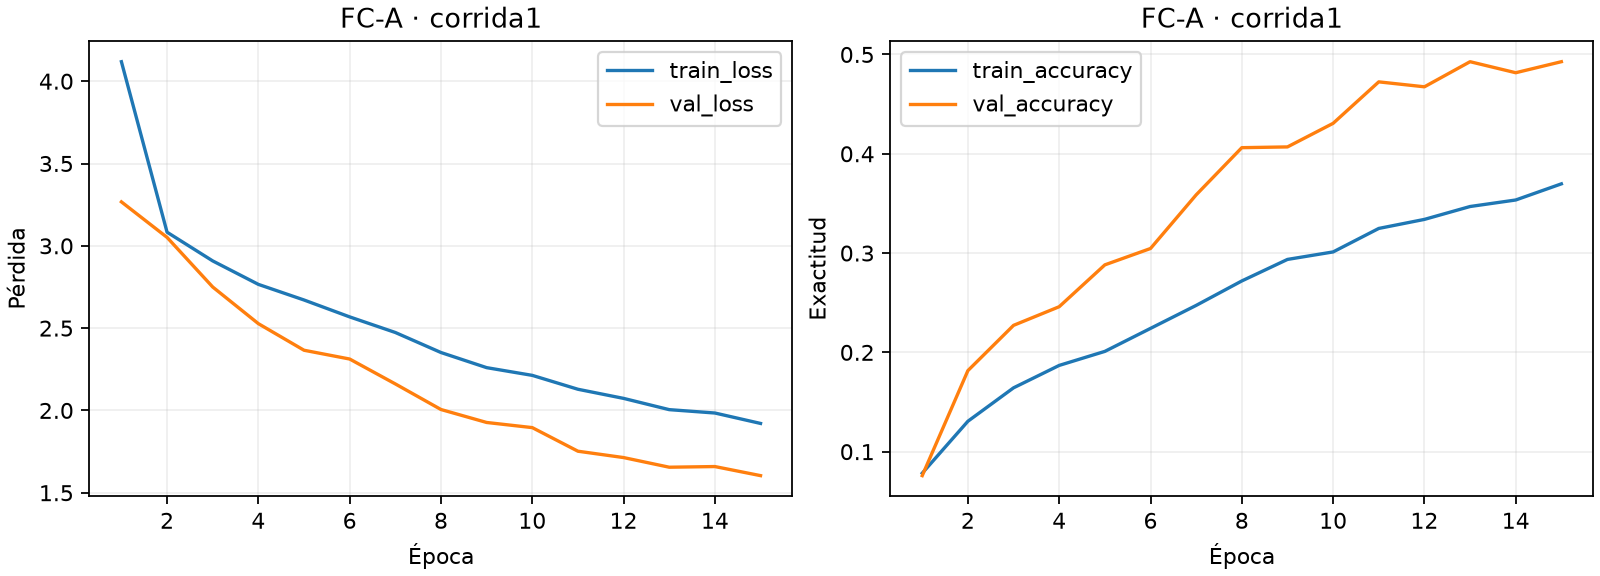 FC-A · corrida1
train_loss
val_loss
4.0
3.5
3.0
2.5
2.0
1.5
Pérdida
2 4 6 8 10 12 14
Época
FC-A · corrida1
train_accuracy
val_accuracy
0.5
0.4
0.3
0.2
0.1
Exactitud
2 4 6 8 10 12 14
Época